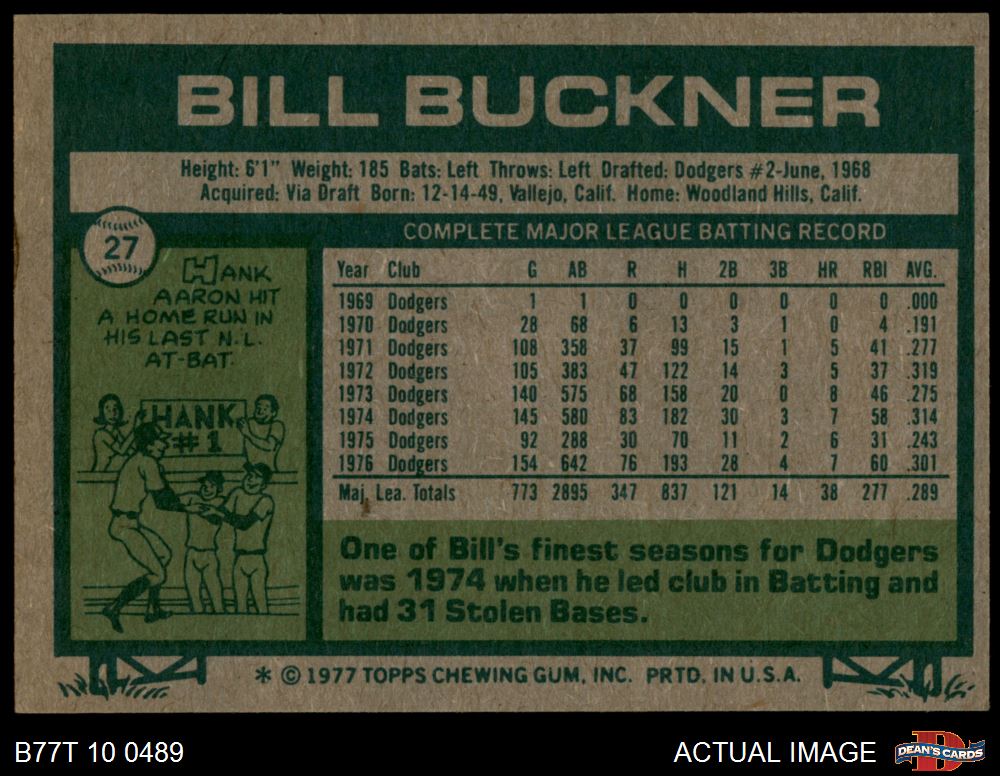 BILL BUCKNER
Height: 6'1" Weight: 185 Bats: Left Throws: Left Drafted: Dodgers #2-June, 1968
Acquired: Via Draft Born: 12-14-49, Vallejo, Calif. Home: Woodland Hills, Calif.
27
HANK
AARON HIT
A HOME RUN IN
HIS LAST N.L.
AT-BAT.
HANK
#1
COMPLETE MAJOR LEAGUE BATTING RECORD
Year Club G AB R H 2B 3B HR RBI AVG.
1969 Dodgers 1 1 0 0 0 0 0 0 .000
1970 Dodgers 28 68 6 13 3 1 0 4 .191
1971 Dodgers 108 358 37 99 15 1 5 41 .277
1972 Dodgers 105 383 47 122 14 3 5 37 .319
1973 Dodgers 140 575 68 158 20 0 8 46 .275
1974 Dodgers 145 580 83 182 30 3 7 58 .314
1975 Dodgers 92 288 30 70 11 2 6 31 .243
1976 Dodgers 154 642 76 193 28 4 7 60 .301
Maj. Lea. Totals 773 2895 347 837 121 14 38 277 .289
One of Bill's finest seasons for Dodgers
was 1974 when he led club in Batting and
had 31 Stolen Bases.
* © 1977 TOPPS CHEWING GUM, INC. PRTD. IN U.S.A.
B77T 10 0489
ACTUAL IMAGE
DEAN'S CARDS